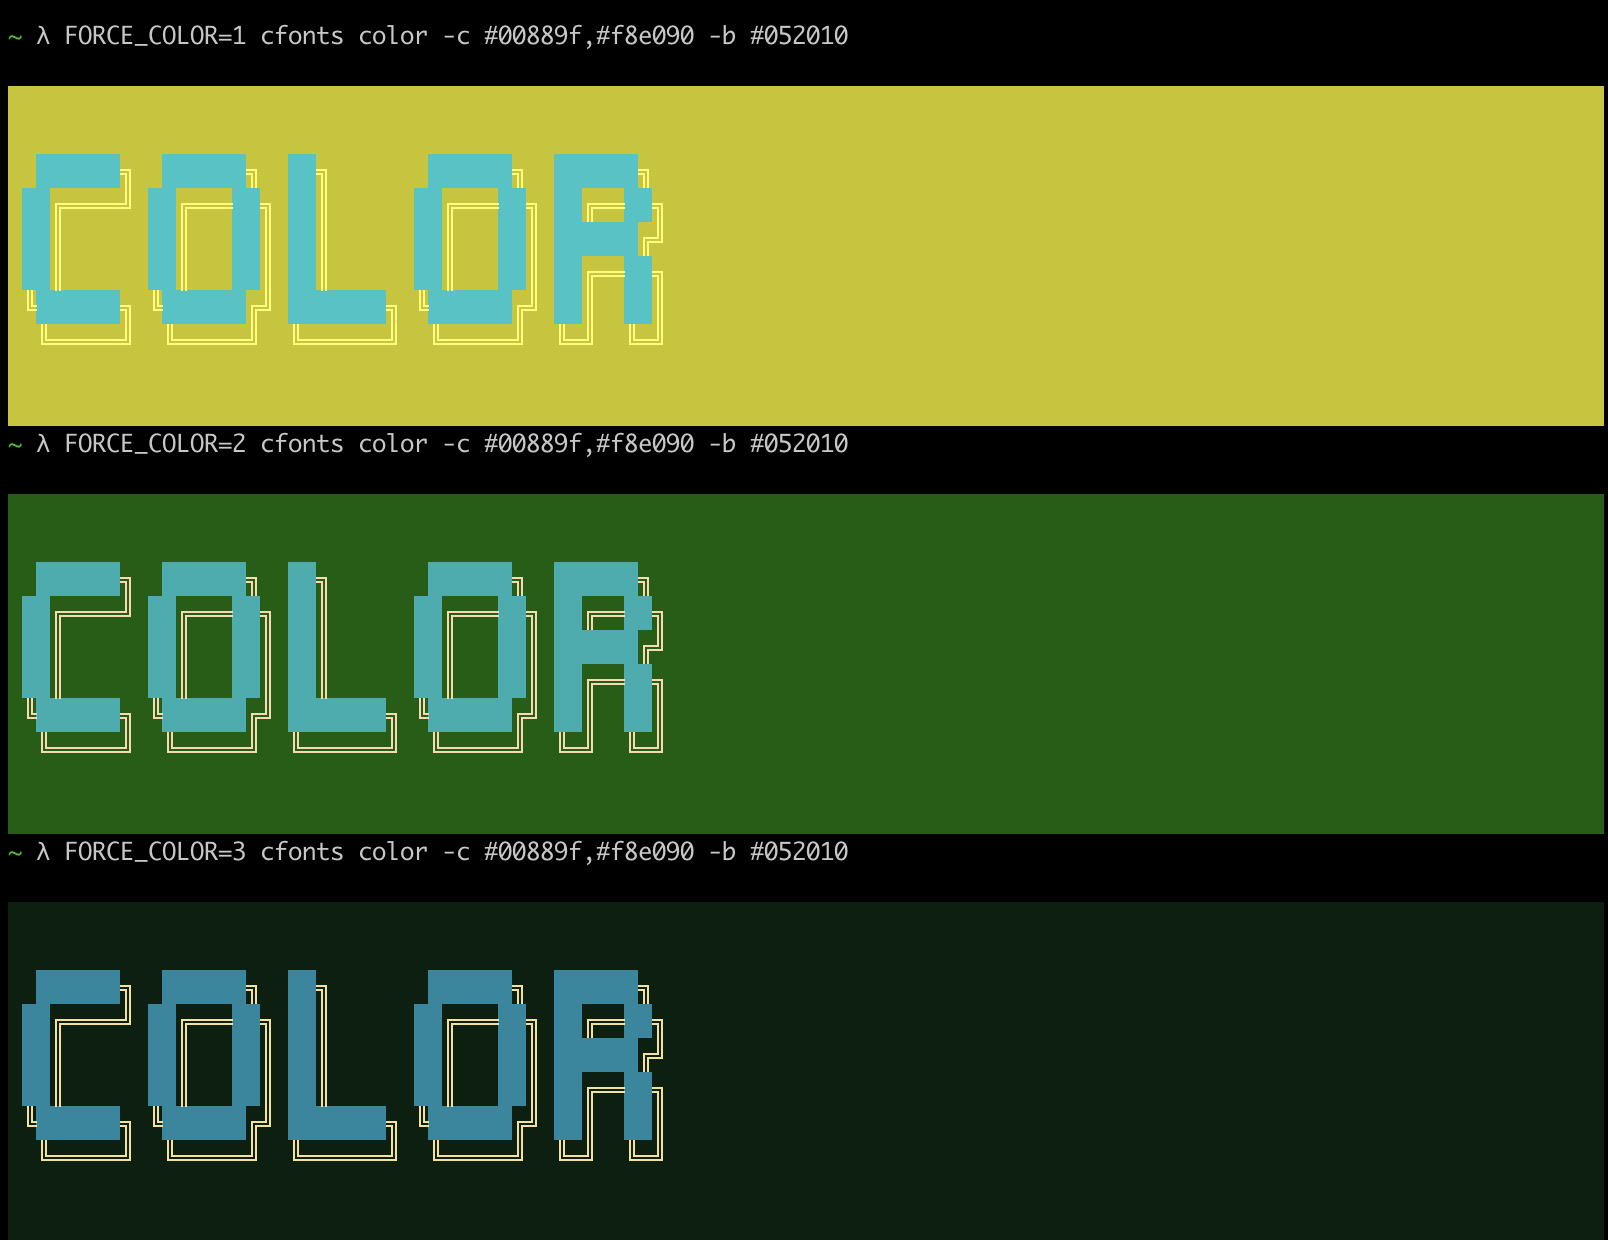 ~ λ FORCE_COLOR=1 cfonts color -c #00889f,#f8e090 -b #052010
COLOR
~ λ FORCE_COLOR=2 cfonts color -c #00889f,#f8e090 -b #052010
COLOR
~ λ FORCE_COLOR=3 cfonts color -c #00889f,#f8e090 -b #052010
COLOR